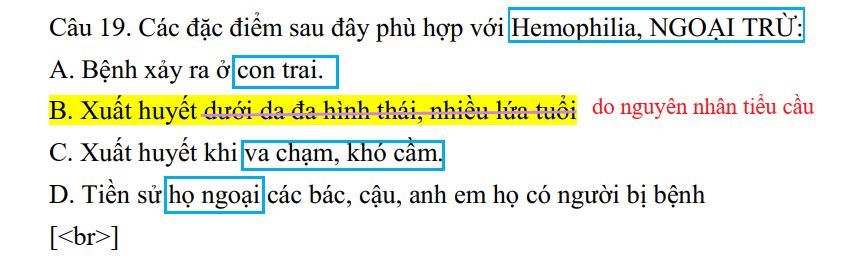 Câu 19. Các đặc điểm sau đây phù hợp với Hemophilia, NGOẠI TRỪ:
A. Bệnh xảy ra ở con trai.
B. Xuất huyết dưới da đa hình thái, nhiều lứa tuổi do nguyên nhân tiểu cầu
C. Xuất huyết khi va chạm, khó cầm.
D. Tiền sử họ ngoại các bác, cậu, anh em họ có người bị bệnh
[<br>]